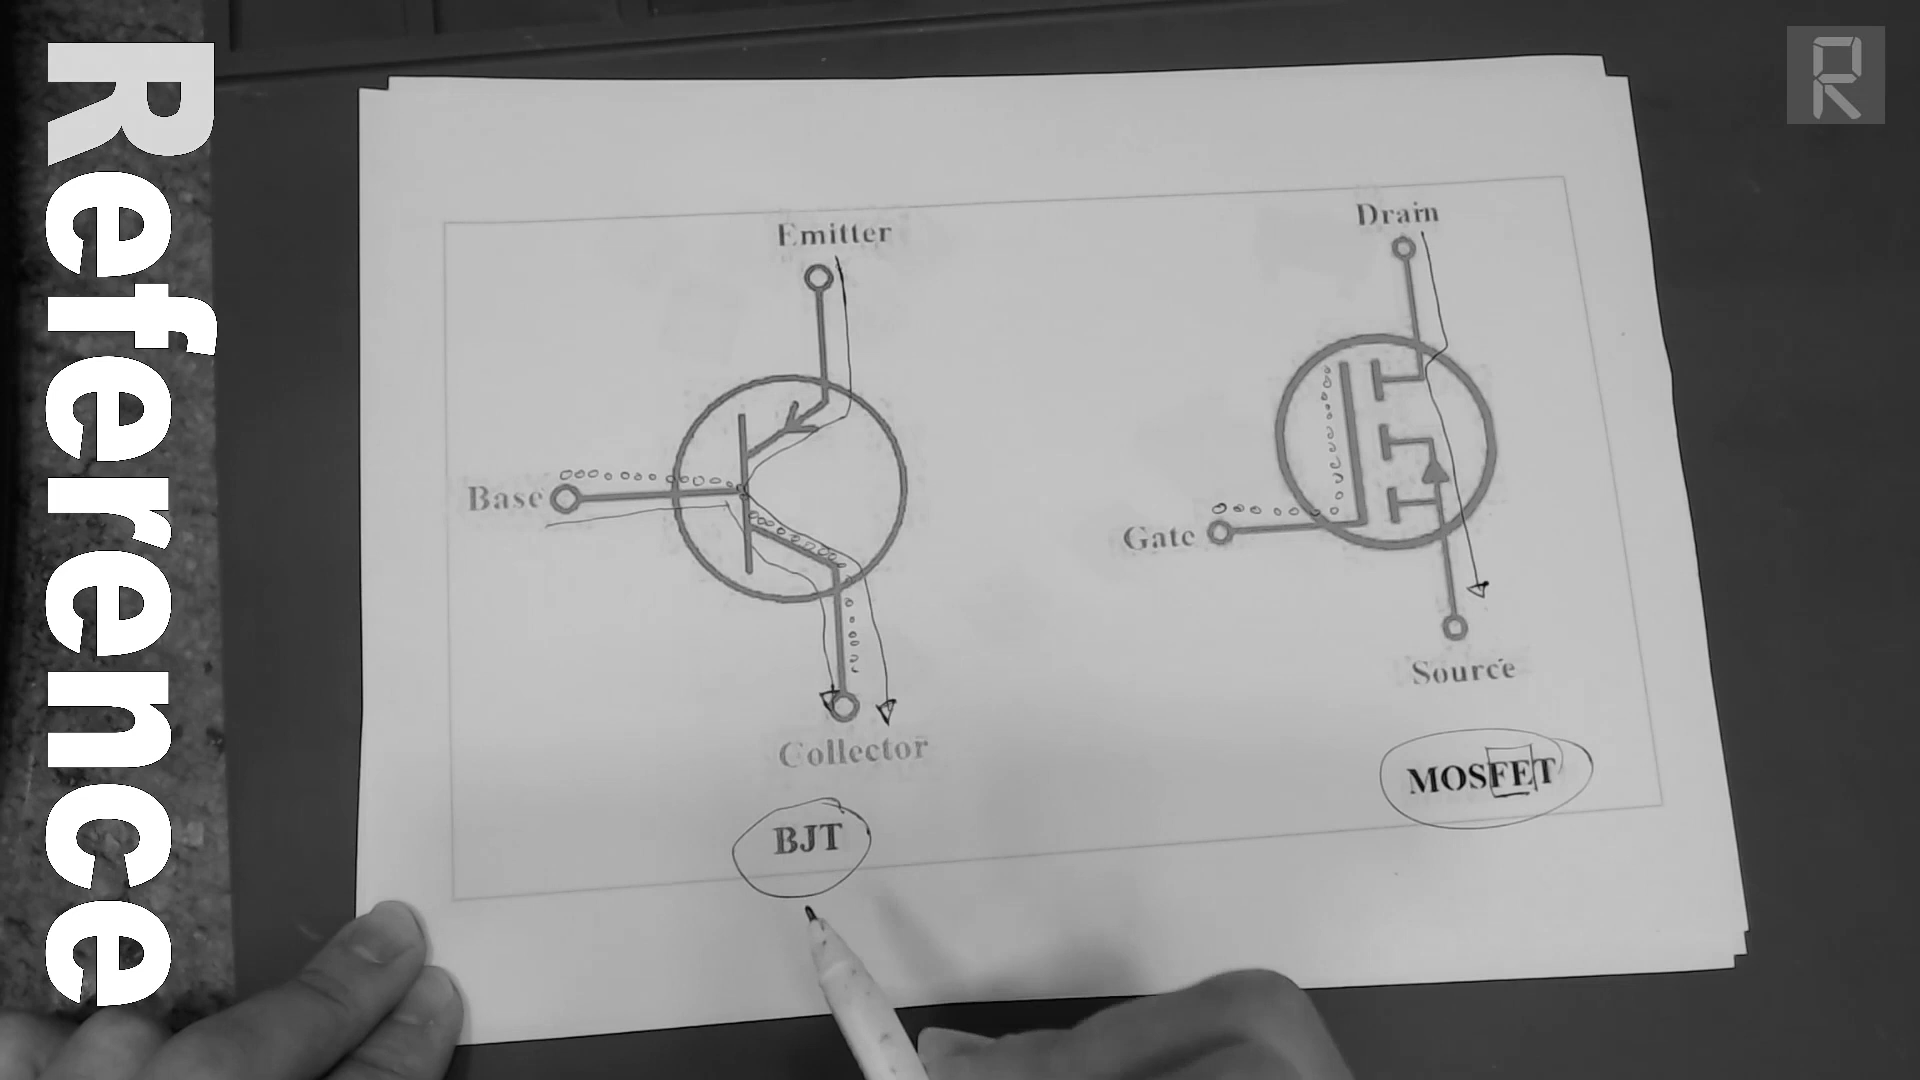 Reference
R
Emitter
Base
Collector
BJT
Drain
Gate
Source
MOSFET